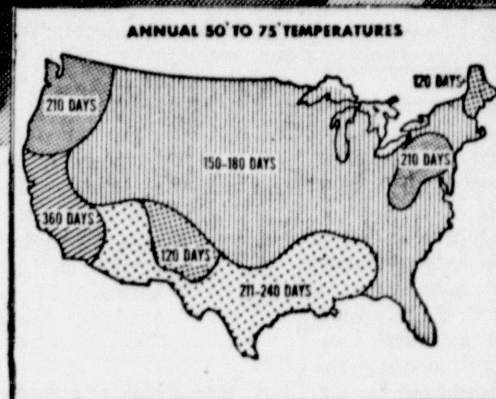 ANNUAL 50° TO 75° TEMPERATURES
120 DAYS
210 DAYS
150-180 DAYS
210 DAYS
360 DAYS
120 DAYS
211-240 DAYS